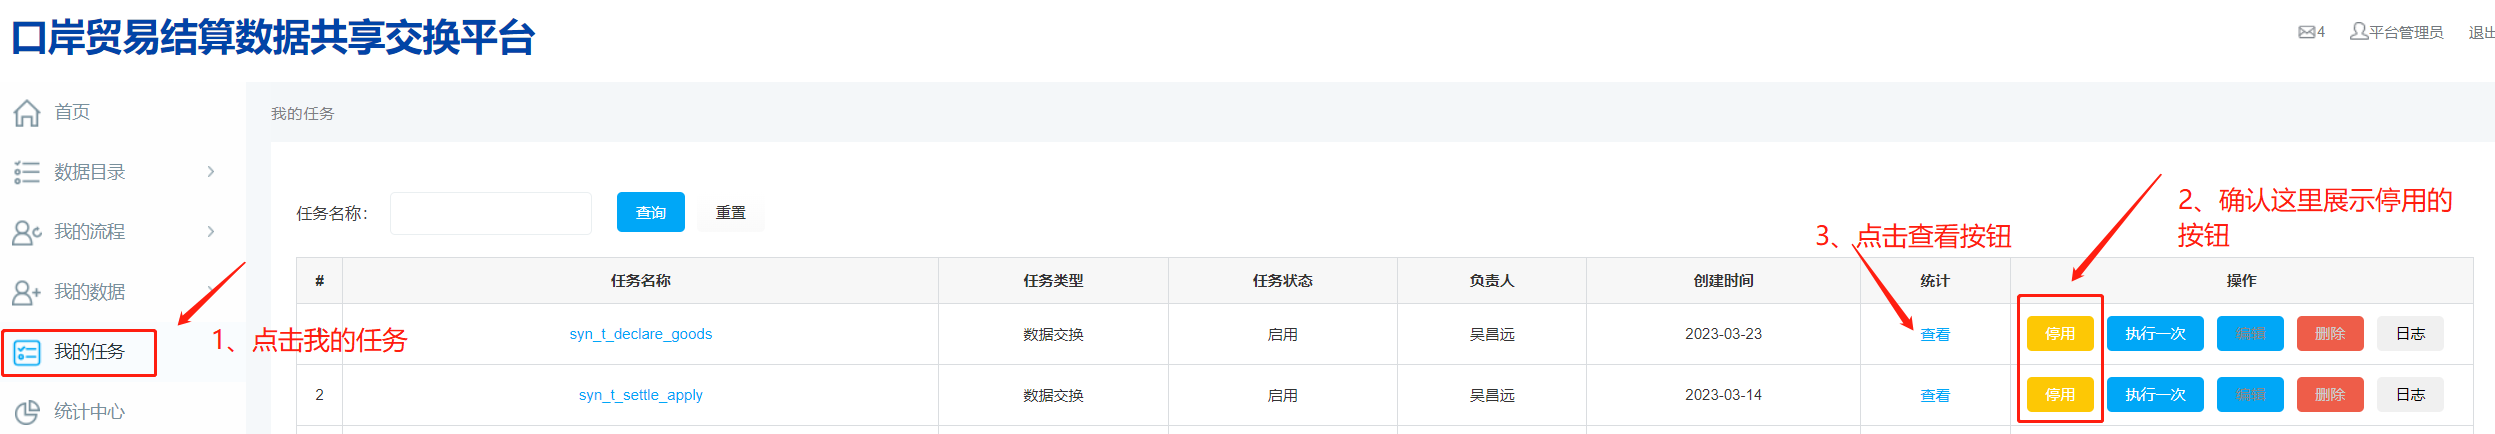 口岸贸易结算数据共享交换平台
4 平台管理员 退出
首页
我的任务
数据目录
任务名称： 查询 重置
2、确认这里展示停用的
按钮
3、点击查看按钮
我的流程
# 任务名称 任务类型 任务状态 负责人 创建时间 统计 操作
我的数据
1、点击我的任务
syn_t_declare_goods 数据交换 启用 吴昌远 2023-03-23 查看 停用 执行一次 编辑 删除 日志
我的任务
2 syn_t_settle_apply 数据交换 启用 吴昌远 2023-03-14 查看 停用 执行一次 编辑 删除 日志
统计中心